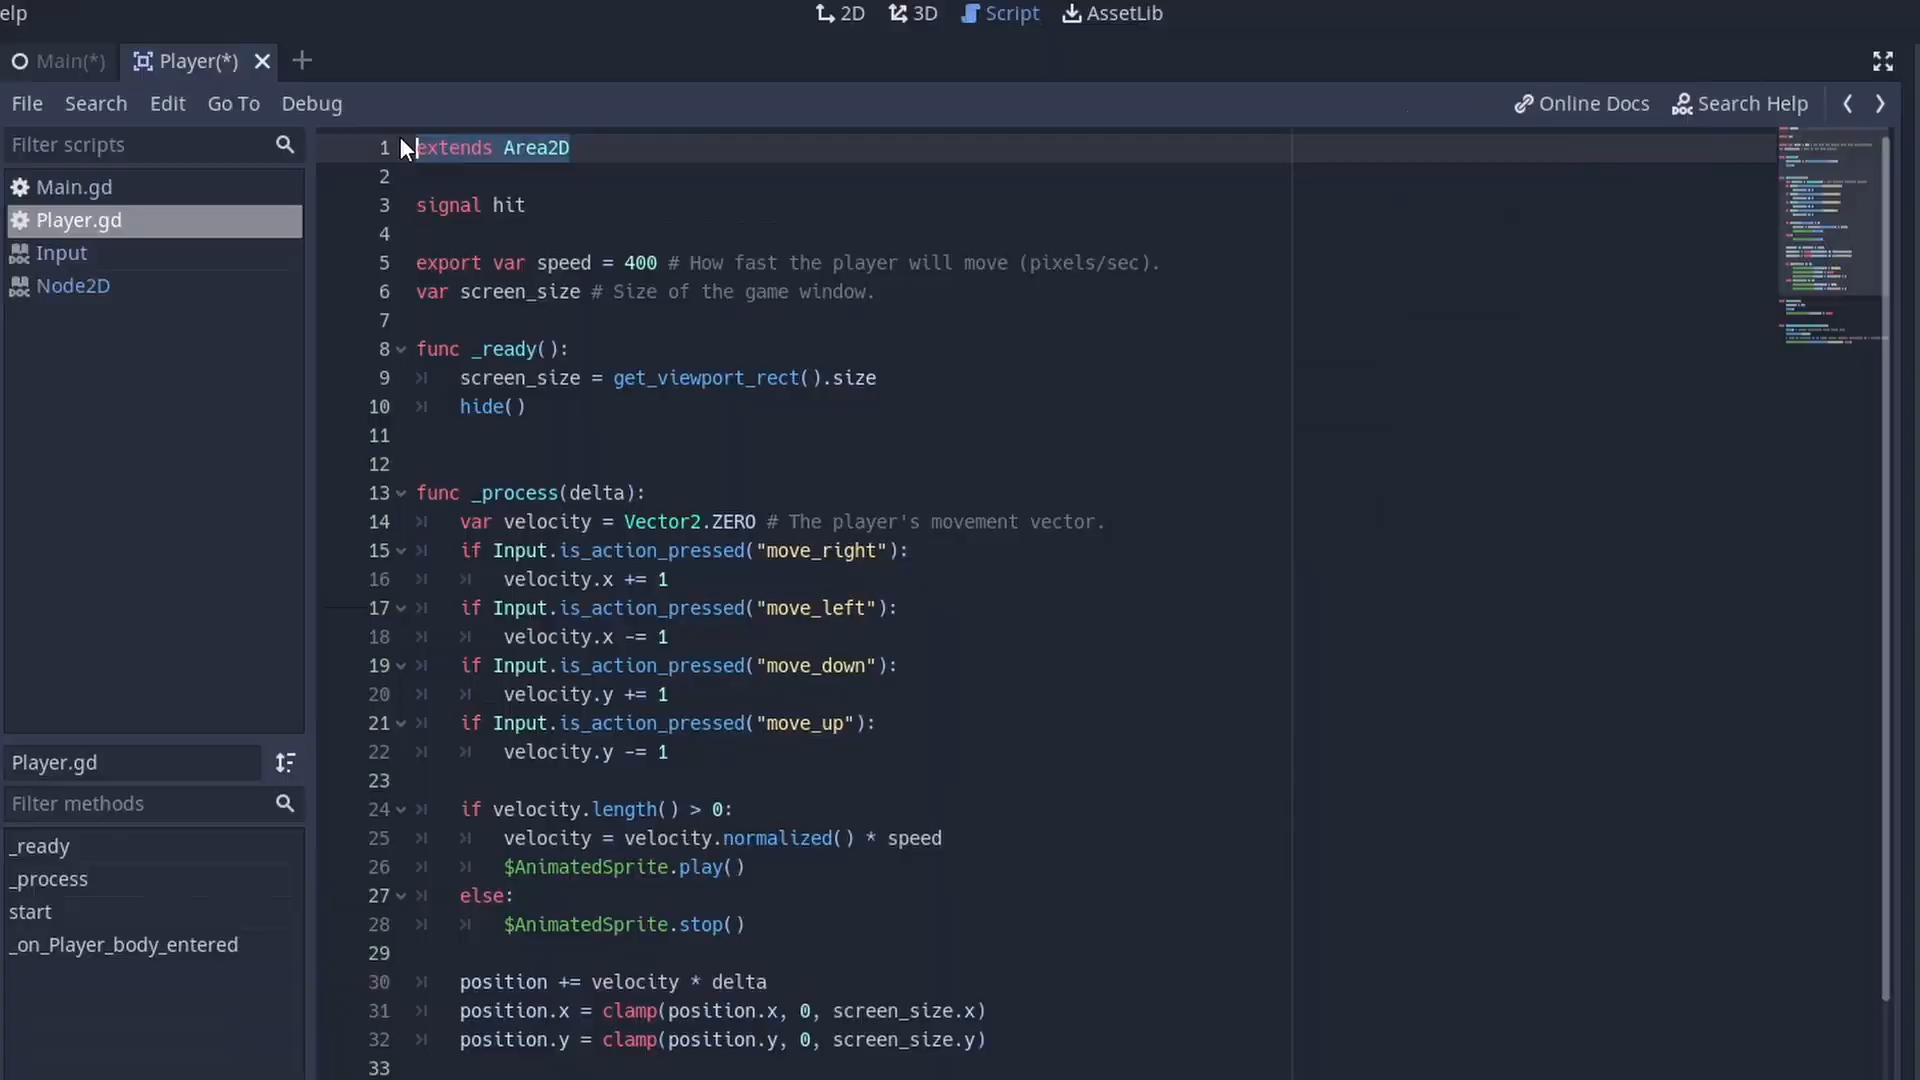 elp
2D 3D Script AssetLib
Main(*) Player(*)
File Search Edit Go To Debug
Online Docs Search Help
Filter scripts
Main.gd
Player.gd
Input
Node2D
Player.gd
Filter methods
_ready
_process
start
_on_Player_body_entered
1 extends Area2D
2
3 signal hit
4
5 export var speed = 400 # How fast the player will move (pixels/sec).
6 var screen_size # Size of the game window.
7
8 func _ready():
9 screen_size = get_viewport_rect().size
10 hide()
11
12
13 func _process(delta):
14 var velocity = Vector2.ZERO # The player's movement vector.
15 if Input.is_action_pressed("move_right"):
16 velocity.x += 1
17 if Input.is_action_pressed("move_left"):
18 velocity.x -= 1
19 if Input.is_action_pressed("move_down"):
20 velocity.y += 1
21 if Input.is_action_pressed("move_up"):
22 velocity.y -= 1
23
24 if velocity.length() > 0:
25 velocity = velocity.normalized() * speed
26 $AnimatedSprite.play()
27 else:
28 $AnimatedSprite.stop()
29
30 position += velocity * delta
31 position.x = clamp(position.x, 0, screen_size.x)
32 position.y = clamp(position.y, 0, screen_size.y)
33